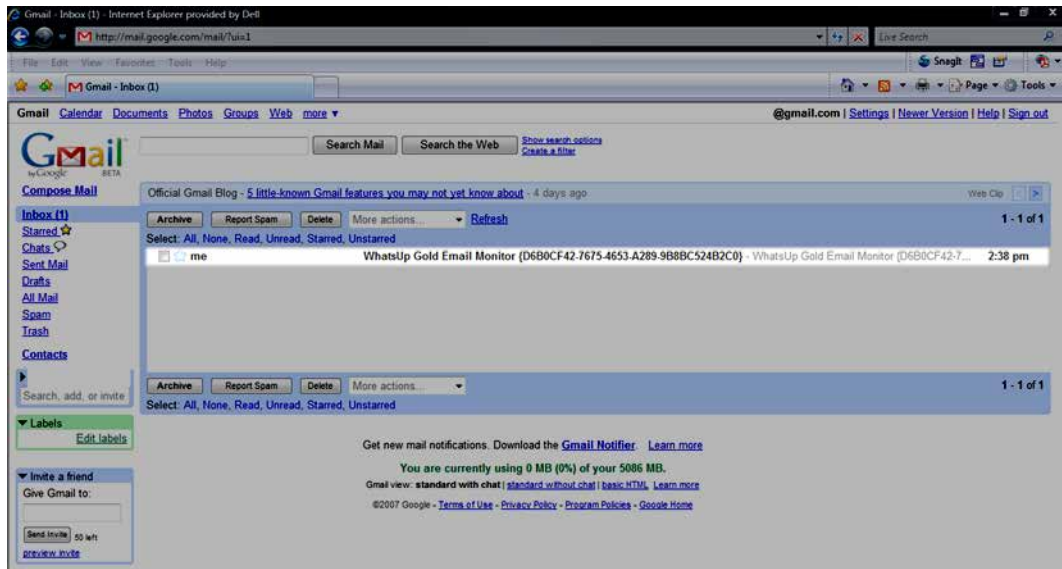 Gmail - Inbox (1) - Internet Explorer provided by Dell
http://mail.google.com/mail/?ui=1 Live Search
File Edit View Favorites Tools Help Snagit
Gmail - Inbox (1) Page Tools
Gmail Calendar Documents Photos Groups Web more ▼ @gmail.com | Settings | Newer Version | Help | Sign out
Gmail by Google BETA
Search Mail Search the Web Show search options
Create a filter
Compose Mail
Official Gmail Blog - 5 little-known Gmail features you may not yet know about - 4 days ago Web Clip < >
Inbox (1)
Starred
Chats
Sent Mail
Drafts
All Mail
Spam
Trash
Contacts
Search, add, or invite
Archive Report Spam Delete More actions... Refresh 1 - 1 of 1
Select: All, None, Read, Unread, Starred, Unstarred
me WhatsUp Gold Email Monitor {D6B0CF42-7675-4653-A289-9B8BC524B2C0} - WhatsUp Gold Email Monitor {D6B0CF42-7... 2:38 pm
Archive Report Spam Delete More actions... 1 - 1 of 1
Select: All, None, Read, Unread, Starred, Unstarred
Labels
Edit labels
Invite a friend
Give Gmail to:
Send Invite 50 left
preview invite
Get new mail notifications. Download the Gmail Notifier. Learn more
You are currently using 0 MB (0%) of your 5086 MB.
Gmail view: standard with chat | standard without chat | basic HTML Learn more
©2007 Google - Terms of Use - Privacy Policy - Program Policies - Google Home